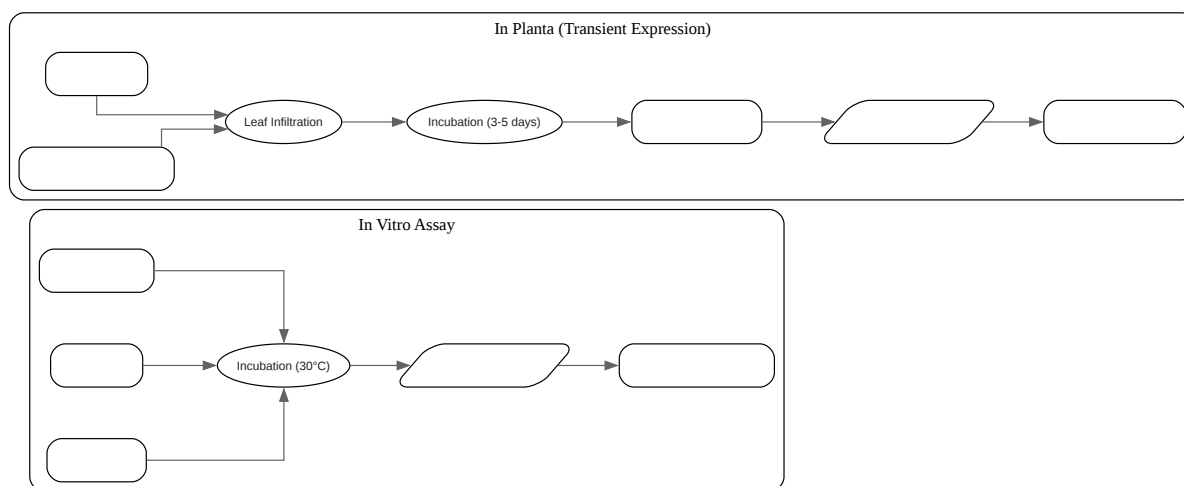 In Planta (Transient Expression)
Leaf Infiltration
Incubation (3-5 days)
In Vitro Assay
Incubation (30°C)